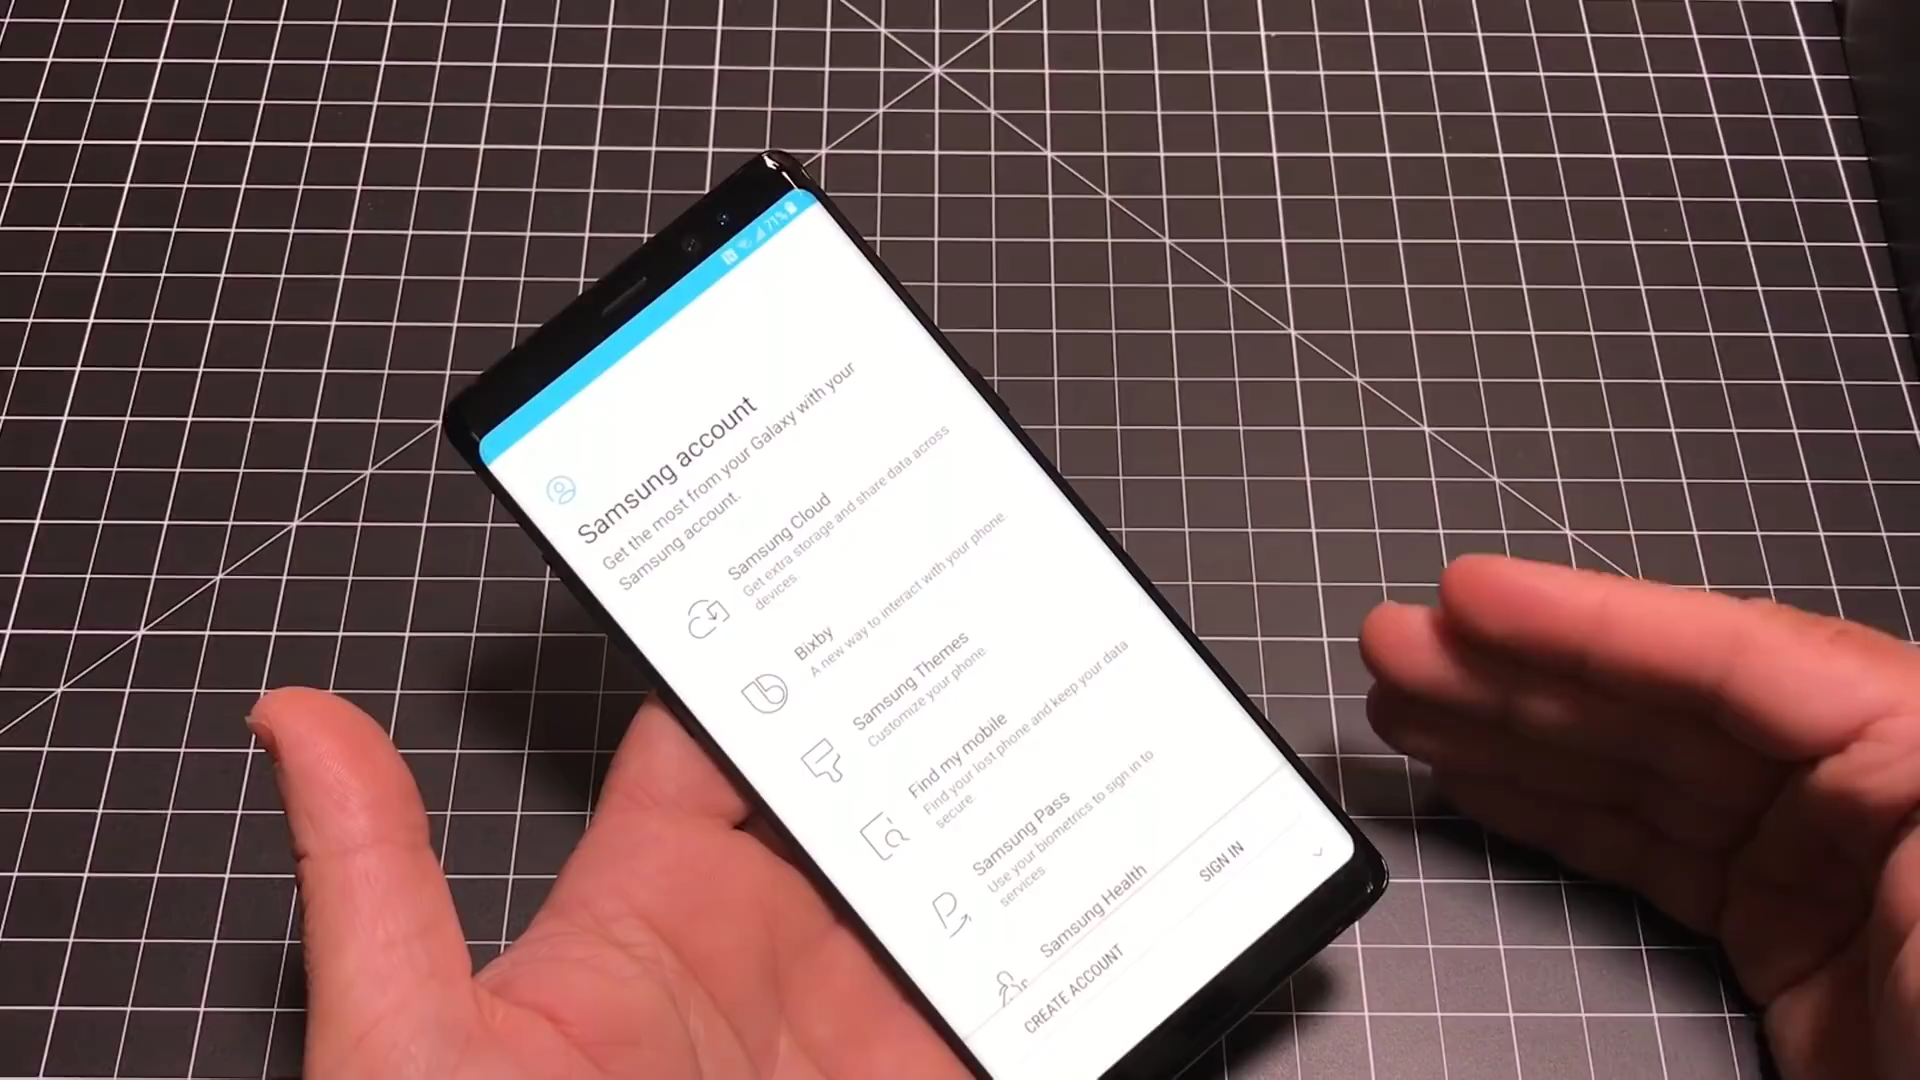 71%
Samsung account
Get the most from your Galaxy with your
Samsung account.
Samsung Cloud
Get extra storage and share data across
devices.
Bixby
A new way to interact with your phone.
Samsung Themes
Customize your phone.
Find my mobile
Find your lost phone and keep your data
secure.
Samsung Pass
Use your biometrics to sign in to
services.
Samsung Health
CREATE ACCOUNT
SIGN IN